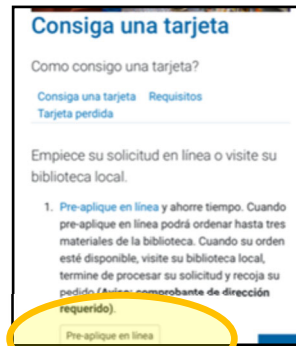 Consiga una tarjeta
Como consigo una tarjeta?
Consiga una tarjeta Requisitos
Tarjeta perdida
Empiece su solicitud en línea o visite su
biblioteca local.
1. Pre-aplique en línea y ahorre tiempo. Cuando
pre-aplique en línea podrá ordenar hasta tres
materiales de la biblioteca. Cuando su orden
esté disponible, visite su biblioteca local,
termine de procesar su solicitud y recoja su
pedido (Aviso: comprobante de dirección
requerido).
Pre-aplique en línea